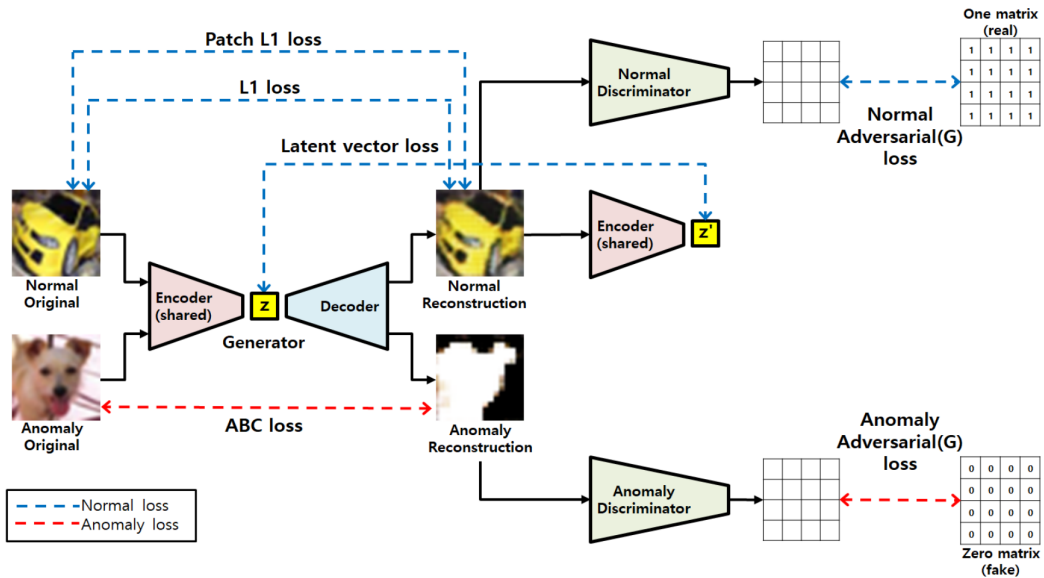 Patch L1 loss
L1 loss
Latent vector loss
Normal
Original
Anomaly
Original
Encoder
(shared)
z
Generator
Decoder
ABC loss
Normal
Reconstruction
Anomaly
Reconstruction
Normal
Discriminator
Encoder
(shared)
z'
Anomaly
Discriminator
Normal
Adversarial(G)
loss
One matrix
(real)
1 1 1 1
1 1 1 1
1 1 1 1
1 1 1 1
Anomaly
Adversarial(G)
loss
0 0 0 0
0 0 0 0
0 0 0 0
0 0 0 0
Zero matrix
(fake)
Normal loss
Anomaly loss